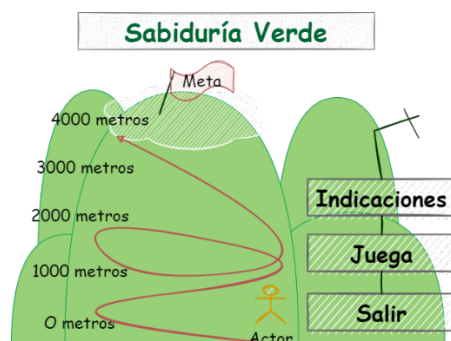 Sabiduría Verde
Meta
4000 metros
3000 metros
2000 metros
Indicaciones
Juega
1000 metros
Salir
0 metros
Actor